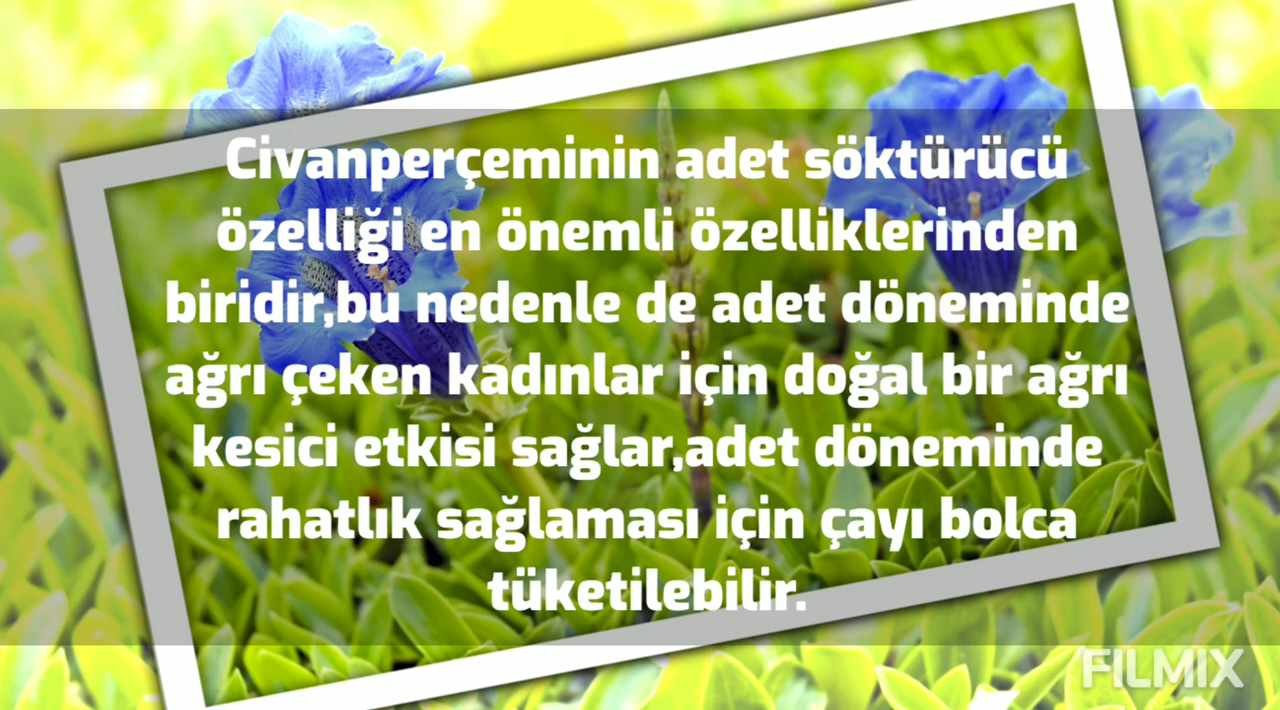 Civanperçeminin adet söktürücü
özelliği en önemli özelliklerinden
biridir,bu nedenle de adet döneminde
ağrı çeken kadınlar için doğal bir ağrı
kesici etkisi sağlar,adet döneminde
rahatlık sağlaması için çayı bolca
tüketilebilir.
FILMIX